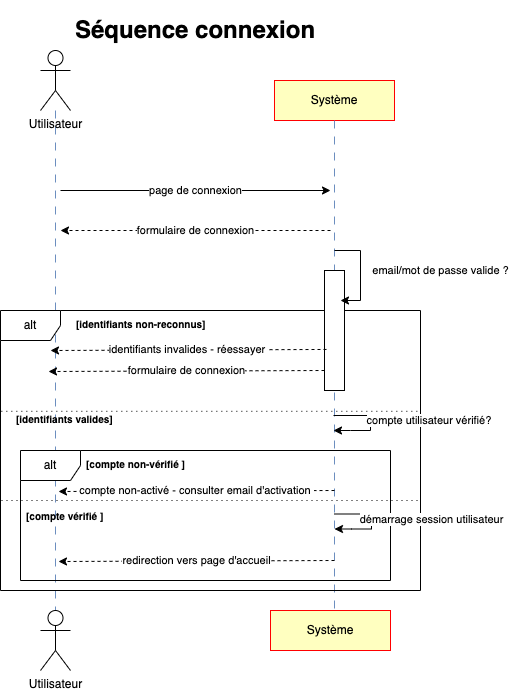 Séquence connexion
Système
Utilisateur
page de connexion
formulaire de connexion
email/mot de passe valide ?
alt
[identifiants non-reconnus]
identifiants invalides - réessayer
formulaire de connexion
[identifiants valides]
compte utilisateur vérifié?
alt
[compte non-vérifié ]
compte non-activé - consulter email d'activation
[compte vérifié ]
démarrage session utilisateur
redirection vers page d'accueil
Système
Utilisateur